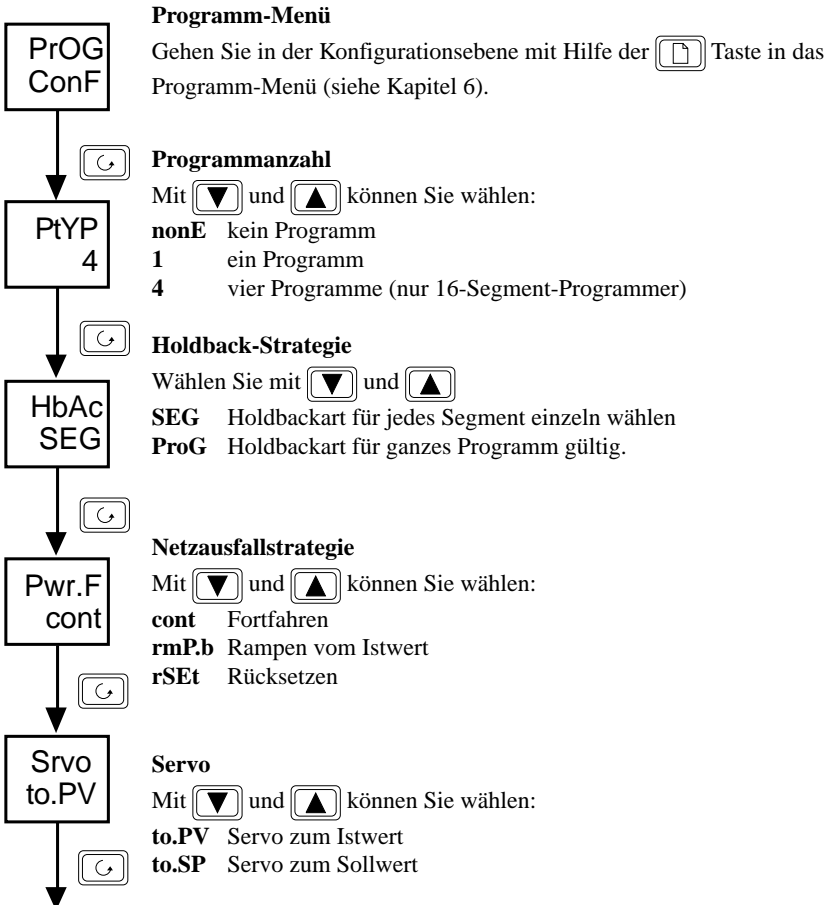 Programm-Menü
PrOG
ConF
Gehen Sie in der Konfigurationsebene mit Hilfe der Taste in das
Programm-Menü (siehe Kapitel 6).
Programmanzahl
Mit und können Sie wählen:
PtYP
4
nonE kein Programm
1 ein Programm
4 vier Programme (nur 16-Segment-Programmer)
Holdback-Strategie
Wählen Sie mit und
HbAc
SEG
SEG Holdbackart für jedes Segment einzeln wählen
ProG Holdbackart für ganzes Programm gültig.
Netzausfallstrategie
Mit und können Sie wählen:
Pwr.F
cont
cont Fortfahren
rmP.b Rampen vom Istwert
rSEt Rücksetzen
Srvo
to.PV
Servo
Mit und können Sie wählen:
to.PV Servo zum Istwert
to.SP Servo zum Sollwert